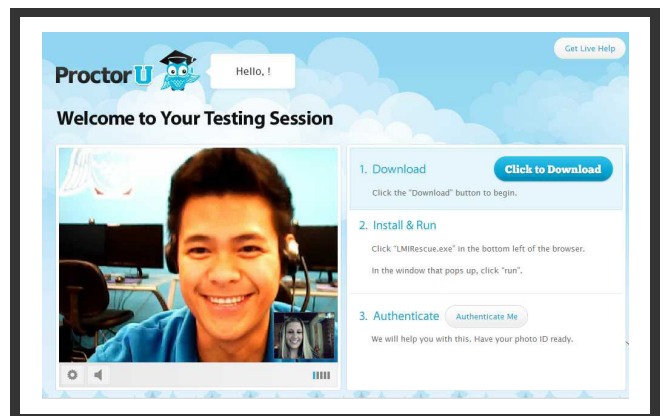 Get Live Help
ProctorU
Hello, !
Welcome to Your Testing Session
1. Download
Click to Download
Click the "Download" button to begin.
2. Install & Run
Click "LMIRescue.exe" in the bottom left of the browser.
In the window that pops up, click "run".
3. Authenticate
Authenticate Me
We will help you with this. Have your photo ID ready.